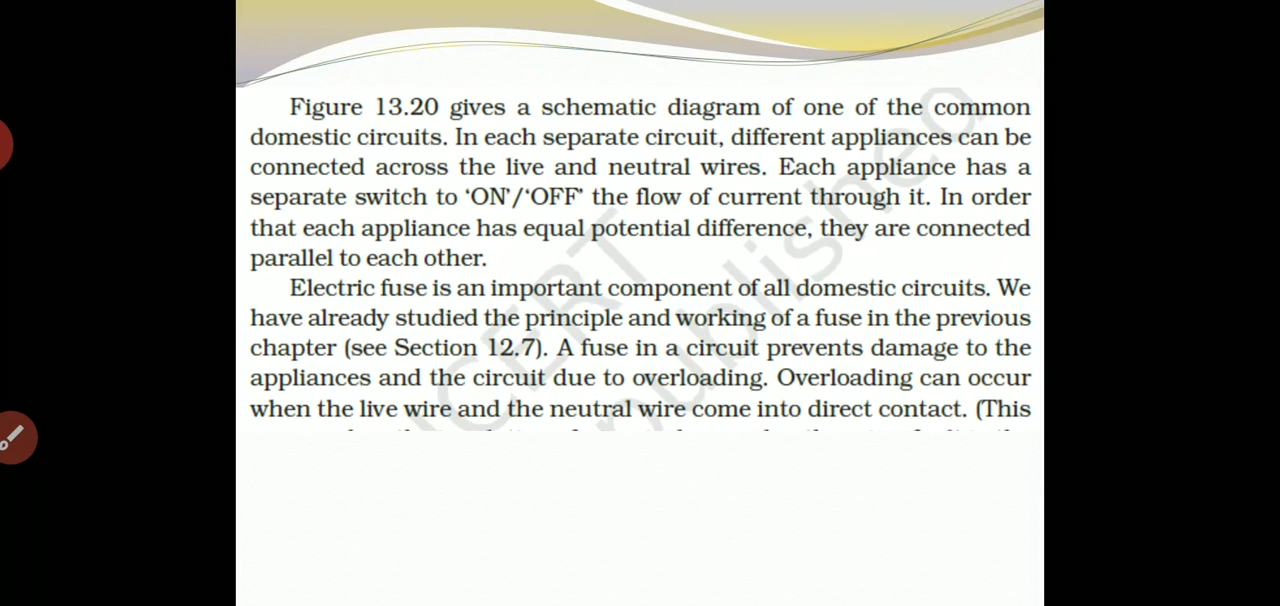 Figure 13.20 gives a schematic diagram of one of the common
domestic circuits. In each separate circuit, different appliances can be
connected across the live and neutral wires. Each appliance has a
separate switch to ‘ON’/‘OFF’ the flow of current through it. In order
that each appliance has equal potential difference, they are connected
parallel to each other.
Electric fuse is an important component of all domestic circuits. We
have already studied the principle and working of a fuse in the previous
chapter (see Section 12.7). A fuse in a circuit prevents damage to the
appliances and the circuit due to overloading. Overloading can occur
when the live wire and the neutral wire come into direct contact. (This